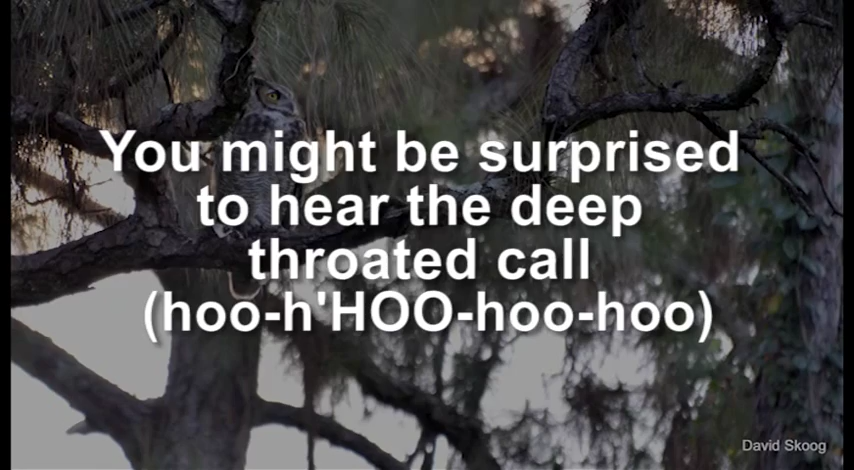 You might be surprised
to hear the deep
throated call
(hoo-h'HOO-hoo-hoo)
David Skoog